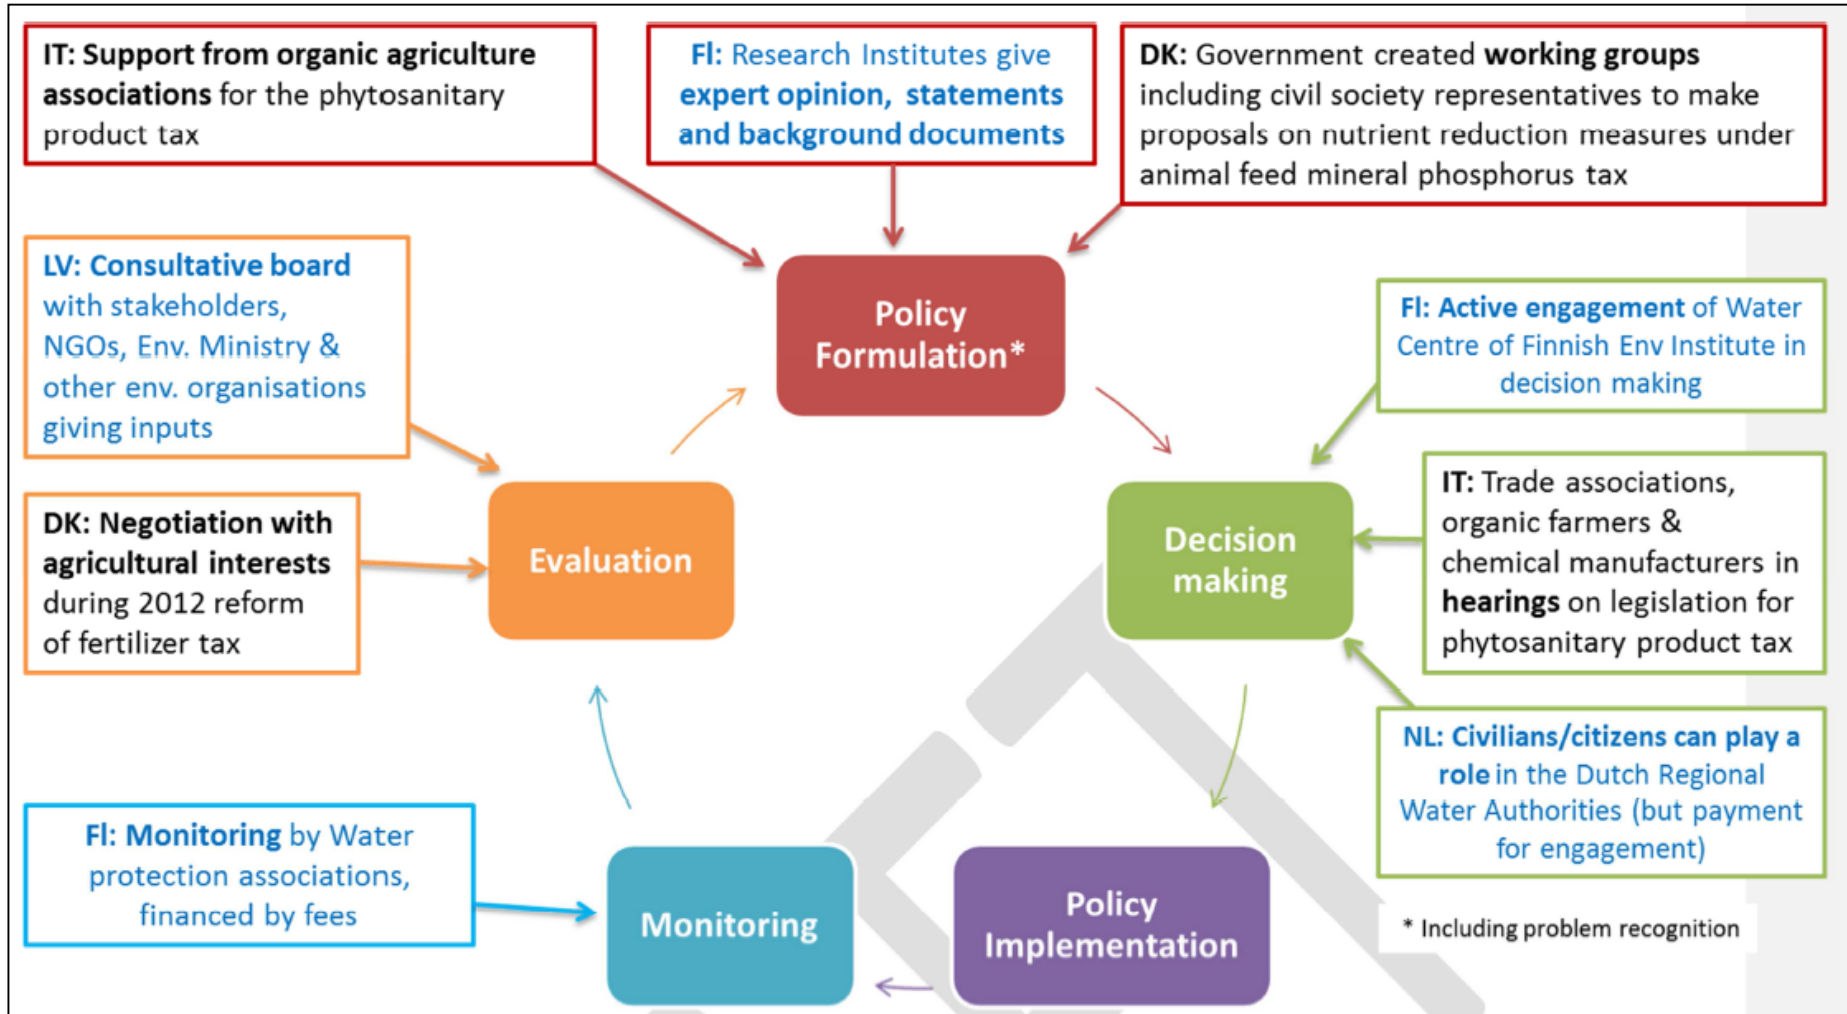 IT: Support from organic agriculture
associations for the phytosanitary
product tax
FI: Research Institutes give
expert opinion, statements
and background documents
DK: Government created working groups
including civil society representatives to make
proposals on nutrient reduction measures under
animal feed mineral phosphorus tax
LV: Consultative board
with stakeholders,
NGOs, Env. Ministry &
other env. organisations
giving inputs
Policy
Formulation*
FI: Active engagement of Water
Centre of Finnish Env Institute in
decision making
DK: Negotiation with
agricultural interests
during 2012 reform
of fertilizer tax
Evaluation
Decision
making
IT: Trade associations,
organic farmers &
chemical manufacturers in
hearings on legislation for
phytosanitary product tax
NL: Civilians/citizens can play a
role in the Dutch Regional
Water Authorities (but payment
for engagement)
FI: Monitoring by Water
protection associations,
financed by fees
Monitoring
Policy
Implementation
* Including problem recognition